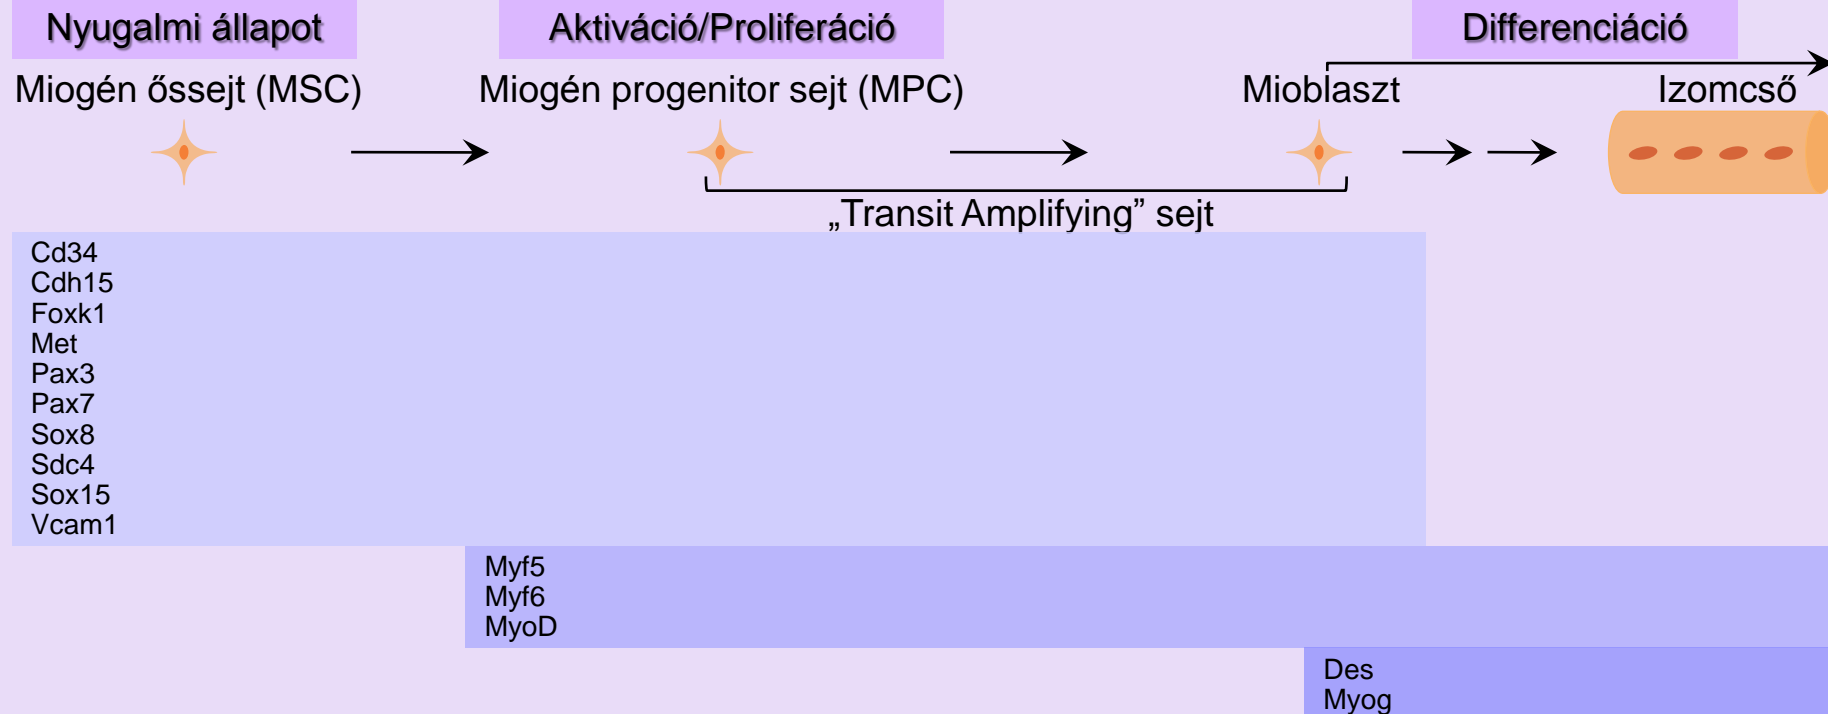 Nyugalmi állapot
Aktiváció/Proliferáció
Differenciáció
Miogén őssejt (MSC)
Miogén progenitor sejt (MPC)
Mioblaszt
Izomcső
„Transit Amplifying” sejt
Cd34
Cdh15
Foxk1
Met
Pax3
Pax7
Sox8
Sdc4
Sox15
Vcam1
Myf5
Myf6
MyoD
Des
Myog